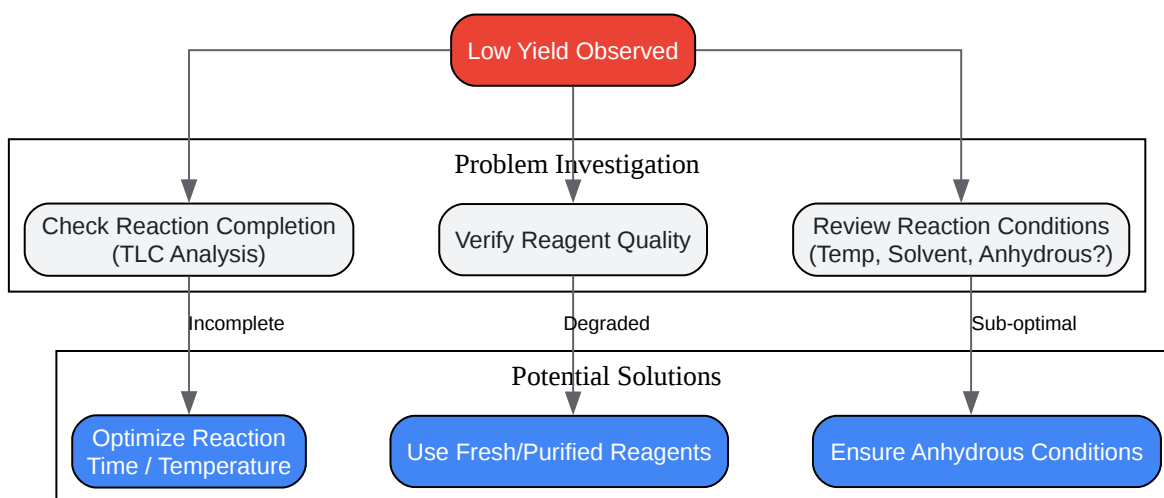 Low Yield Observed
Problem Investigation
Check Reaction Completion
(TLC Analysis)
Verify Reagent Quality
Review Reaction Conditions
(Temp, Solvent, Anhydrous?)
Incomplete
Degraded
Sub-optimal
Potential Solutions
Optimize Reaction
Time / Temperature
Use Fresh/Purified Reagents
Ensure Anhydrous Conditions